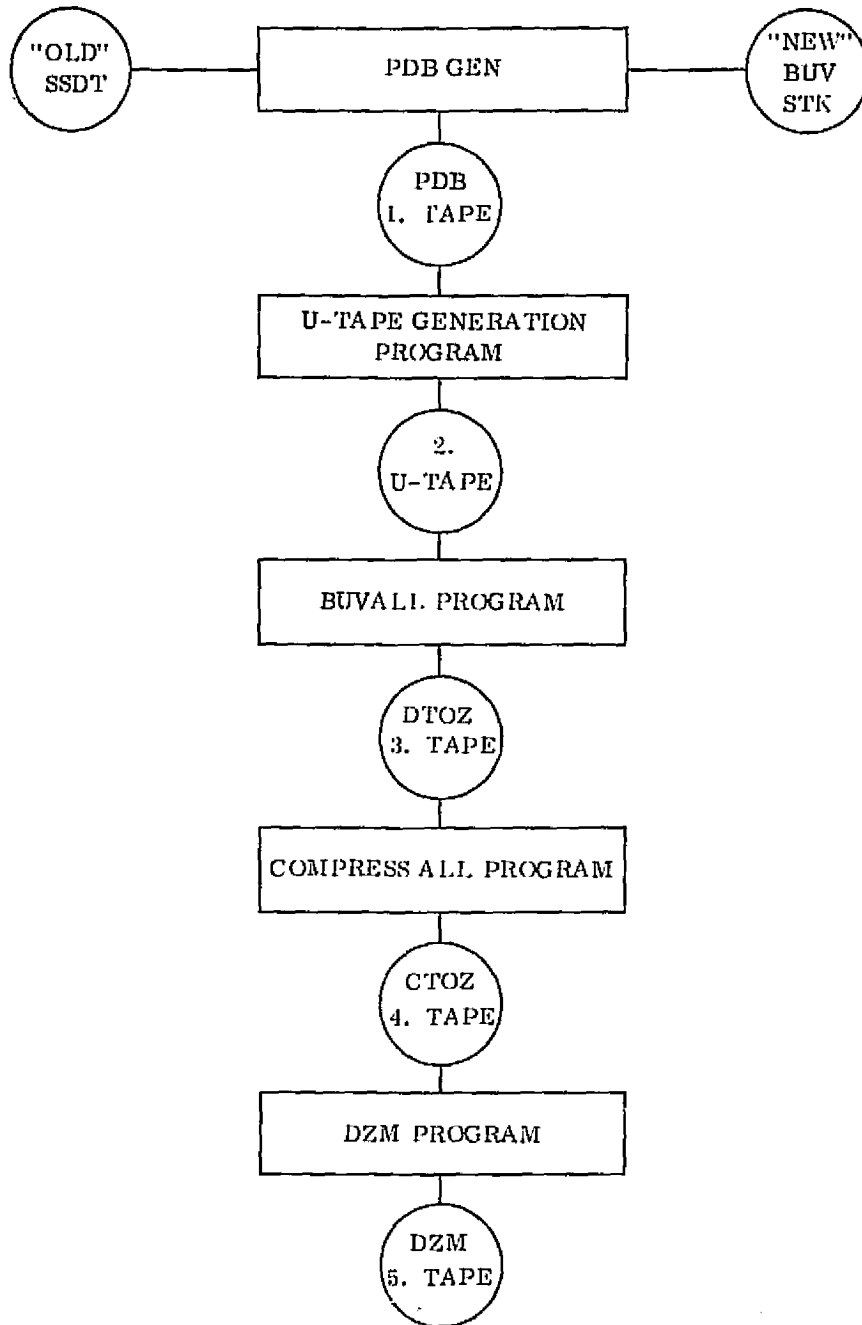 "OLD"
SSDT
PDB GEN
"NEW"
BUV
STK
PDB
1. TAPE
U-TAPE GENERATION
PROGRAM
2.
U-TAPE
BUVALL PROGRAM
DTOZ
3. TAPE
COMPRESS ALL PROGRAM
CTOZ
4. TAPE
DZM PROGRAM
DZM
5. TAPE